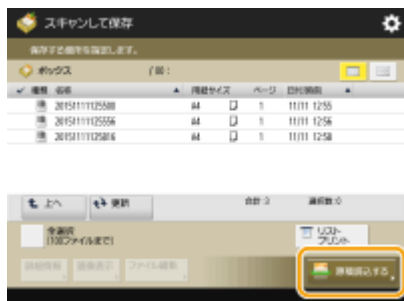 スキャンして保存
保存する場所を指定します。
ボックス /00:
✓ 種類 名称 ▲ 用紙サイズ ページ 日付/時刻 ▲
20151111125508 A4 1 11/11 12:55
20151111125556 A4 1 11/11 12:56
20151111125816 A4 1 11/11 12:58
上へ 更新 合計:3 選択数:0
全選択
(100ファイルまで)
リスト
プリント
詳細情報 画像表示 ファイル編集 原稿読込する